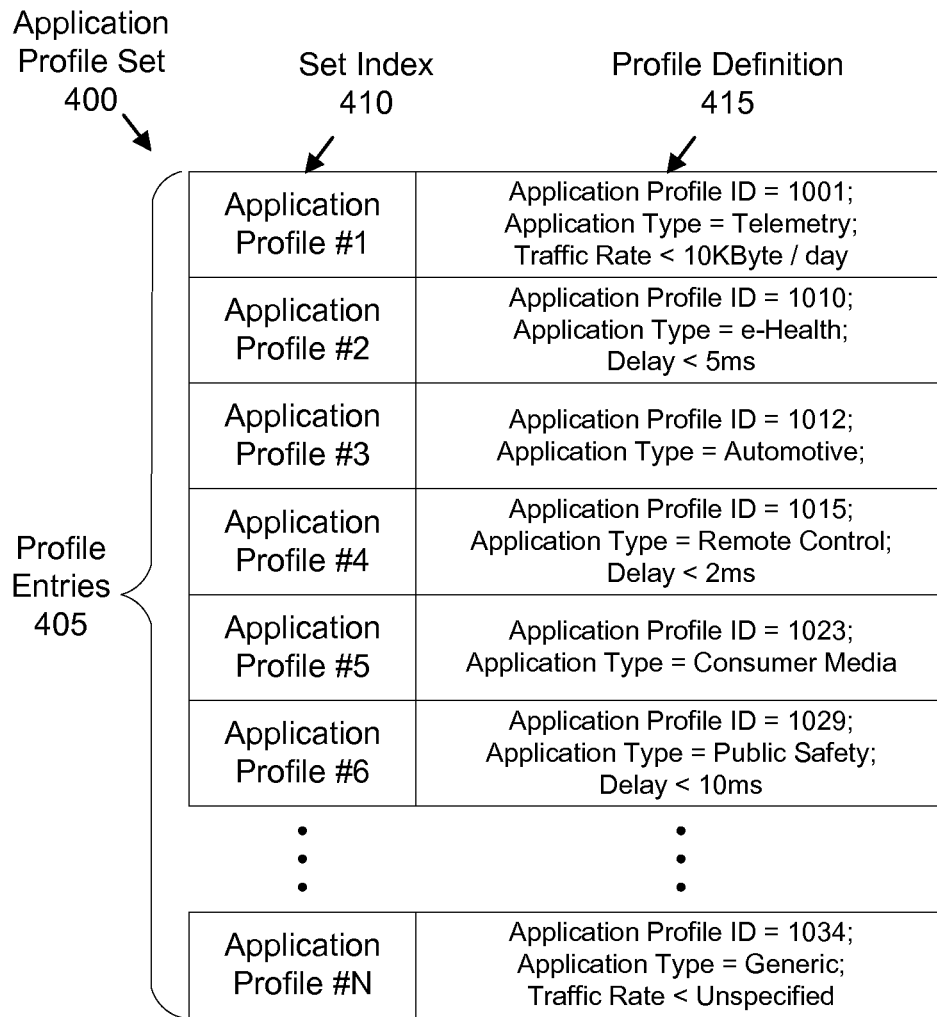 Application
Profile Set
400
Set Index
410
Profile Definition
415
Profile
Entries
405
Application
Profile #1
Application Profile ID = 1001;
Application Type = Telemetry;
Traffic Rate < 10KByte / day
Application
Profile #2
Application Profile ID = 1010;
Application Type = e-Health;
Delay < 5ms
Application
Profile #3
Application Profile ID = 1012;
Application Type = Automotive;
Application
Profile #4
Application Profile ID = 1015;
Application Type = Remote Control;
Delay < 2ms
Application
Profile #5
Application Profile ID = 1023;
Application Type = Consumer Media
Application
Profile #6
Application Profile ID = 1029;
Application Type = Public Safety;
Delay < 10ms
Application
Profile #N
Application Profile ID = 1034;
Application Type = Generic;
Traffic Rate < Unspecified